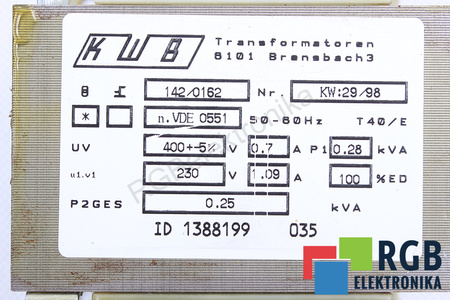 KWB Transformatoren
6101 Brensbach3
142/0162 Nr. KW:29/98
* n.VDE 0551 50-60Hz T40/E
UV 400+-5% V 0.7 A P1 0.28 kVA
u1.v1 230 V 1.09 A 100 %ED
P2GES 0.25 kVA
ID 1388199 035
RGBelektronika
RGB
ELEKTRONIKA